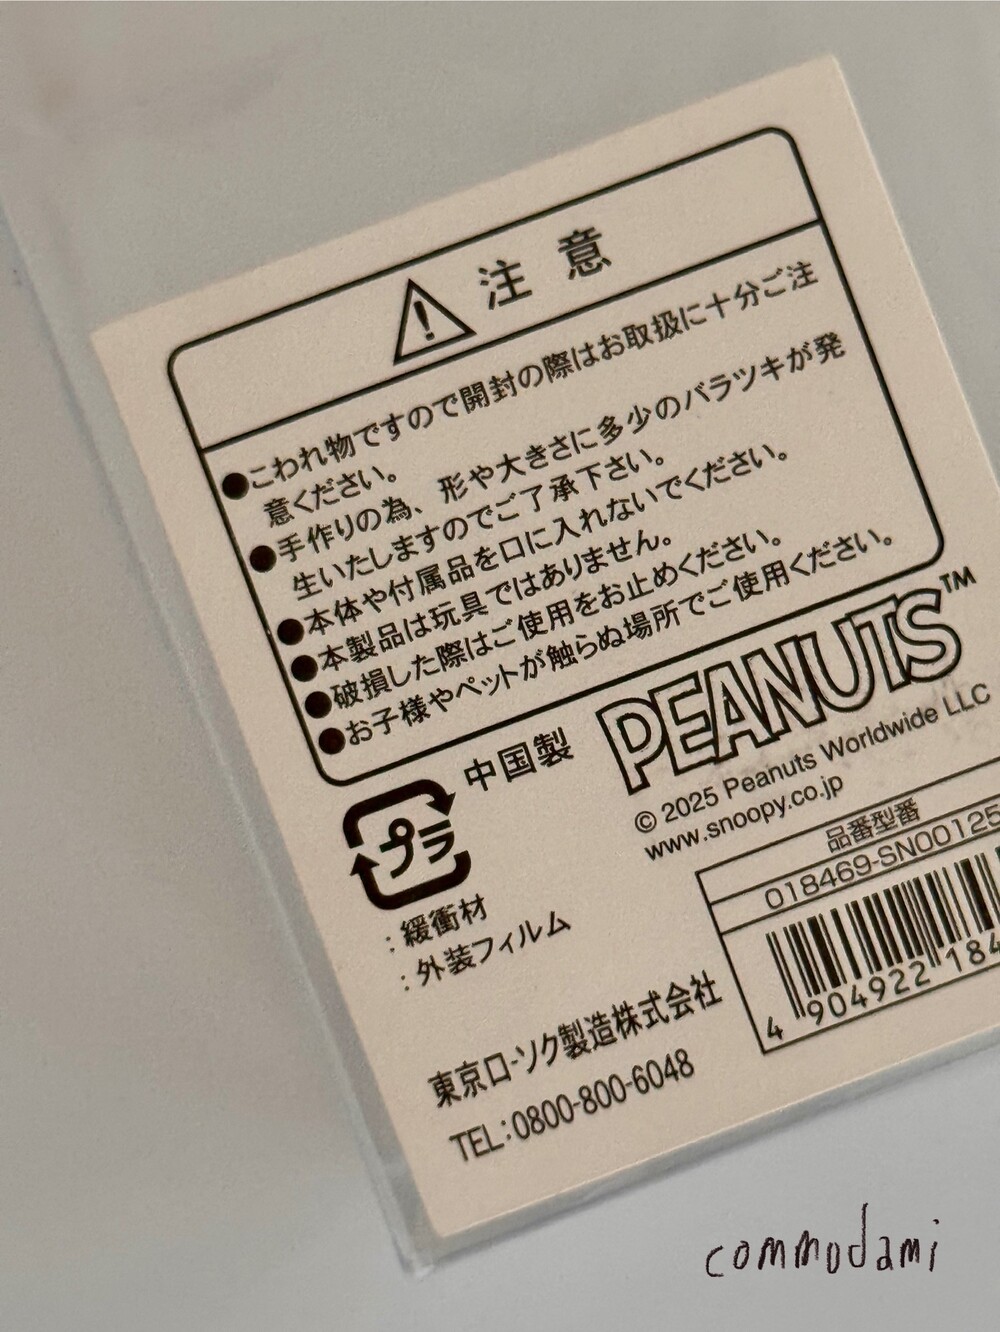 注意
●こわれ物ですので開封の際はお取扱に十分ご注
意ください。
●手作りの為、形や大きさに多少のバラツキが発
生いたしますのでご了承下さい。
●本体や付属品を口に入れないでください。
●本製品は玩具ではありません。
●破損した際はご使用をお止めください。
●お子様やペットが触らぬ場所でご使用ください。
中国製
PEANUTS™
© 2025 Peanuts Worldwide LLC
www.snoopy.co.jp
プラ
:緩衝材
:外装フィルム
品番型番
018469-SN00125
4 904922 184
東京ローソク製造株式会社
TEL:0800-800-6048
commodami